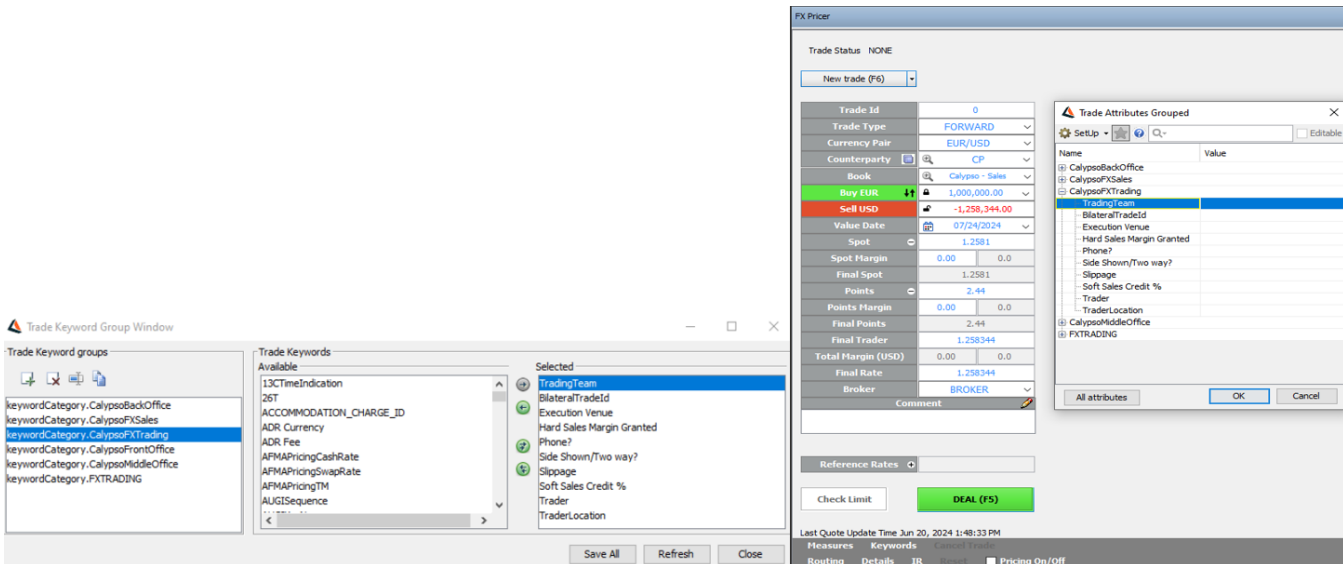 Trade Keyword Group Window
Trade Keyword groups
keywordCategory.CalypsoBackOffice
keywordCategory.CalypsoFXSales
keywordCategory.CalypsoFXTrading
keywordCategory.CalypsoFrontOffice
keywordCategory.CalypsoMiddleOffice
keywordCategory.FXTRADING
Trade Keywords
Available
13CTimeIndication
26T
ACCOMMODATION_CHARGE_ID
ADR Currency
ADR Fee
AFMAPricingCashRate
AFMAPricingSwapRate
AFMAPricingTM
AUGISequence
Selected
TradingTeam
BilateralTradeId
Execution Venue
Hard Sales Margin Granted
Phone?
Side Shown/Two way?
Slippage
Soft Sales Credit %
Trader
TraderLocation
Save All Refresh Close
FX Pricer
Trade Status NONE
New trade (F6)
Trade Id 0
Trade Type FORWARD
Currency Pair EUR/USD
Counterparty CP
Book Calypso - Sales
Buy EUR 1,000,000.00
Sell USD -1,258,344.00
Value Date 07/24/2024
Spot 1.2581
Spot Margin 0.00 0.0
Final Spot 1.2581
Points 2.44
Points Margin 0.00 0.0
Final Points 2.44
Final Trader 1.258344
Total Margin (USD) 0.00 0.0
Final Rate 1.258344
Broker BROKER
Comment
Reference Rates
Check Limit DEAL (F5)
Last Quote Update Time Jun 20, 2024 1:48:33 PM
Measures Keywords Cancel Trade
Routing Details IR Reset Pricing On/Off
Trade Attributes Grouped
SetUp Editable
Name Value
CalypsoBackOffice
CalypsoFXSales
CalypsoFXTrading
TradingTeam
BilateralTradeId
Execution Venue
Hard Sales Margin Granted
Phone?
Side Shown/Two way?
Slippage
Soft Sales Credit %
Trader
TraderLocation
CalypsoMiddleOffice
FXTRADING
All attributes OK Cancel